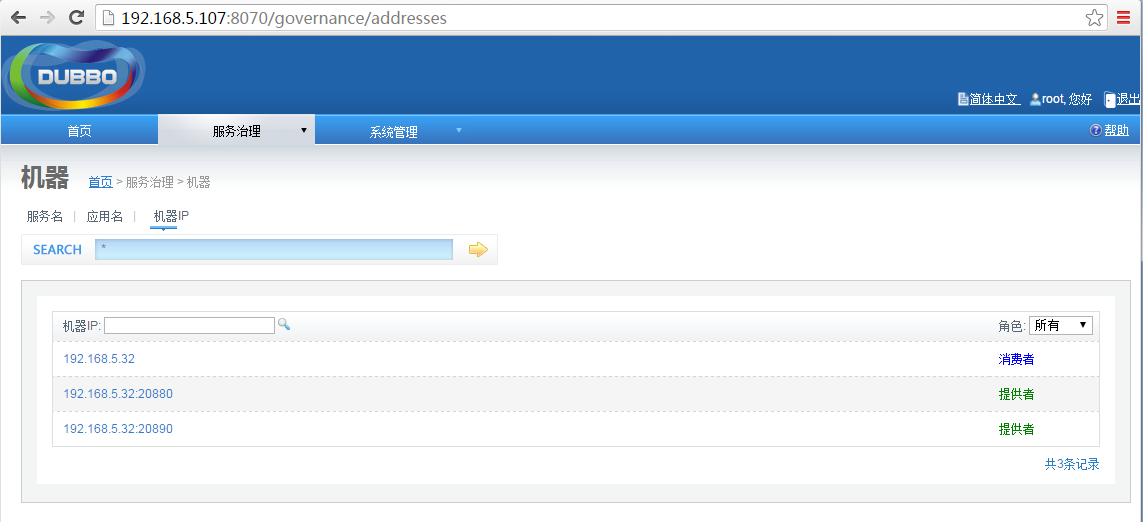 192.168.5.107:8070/governance/addresses
DUBBO
简体中文 root, 您好 退出
首页 服务治理 系统管理 帮助
机器 首页 > 服务治理 > 机器
服务名 | 应用名 | 机器IP
SEARCH *
机器IP: 角色: 所有
192.168.5.32 消费者
192.168.5.32:20880 提供者
192.168.5.32:20890 提供者
共3条记录